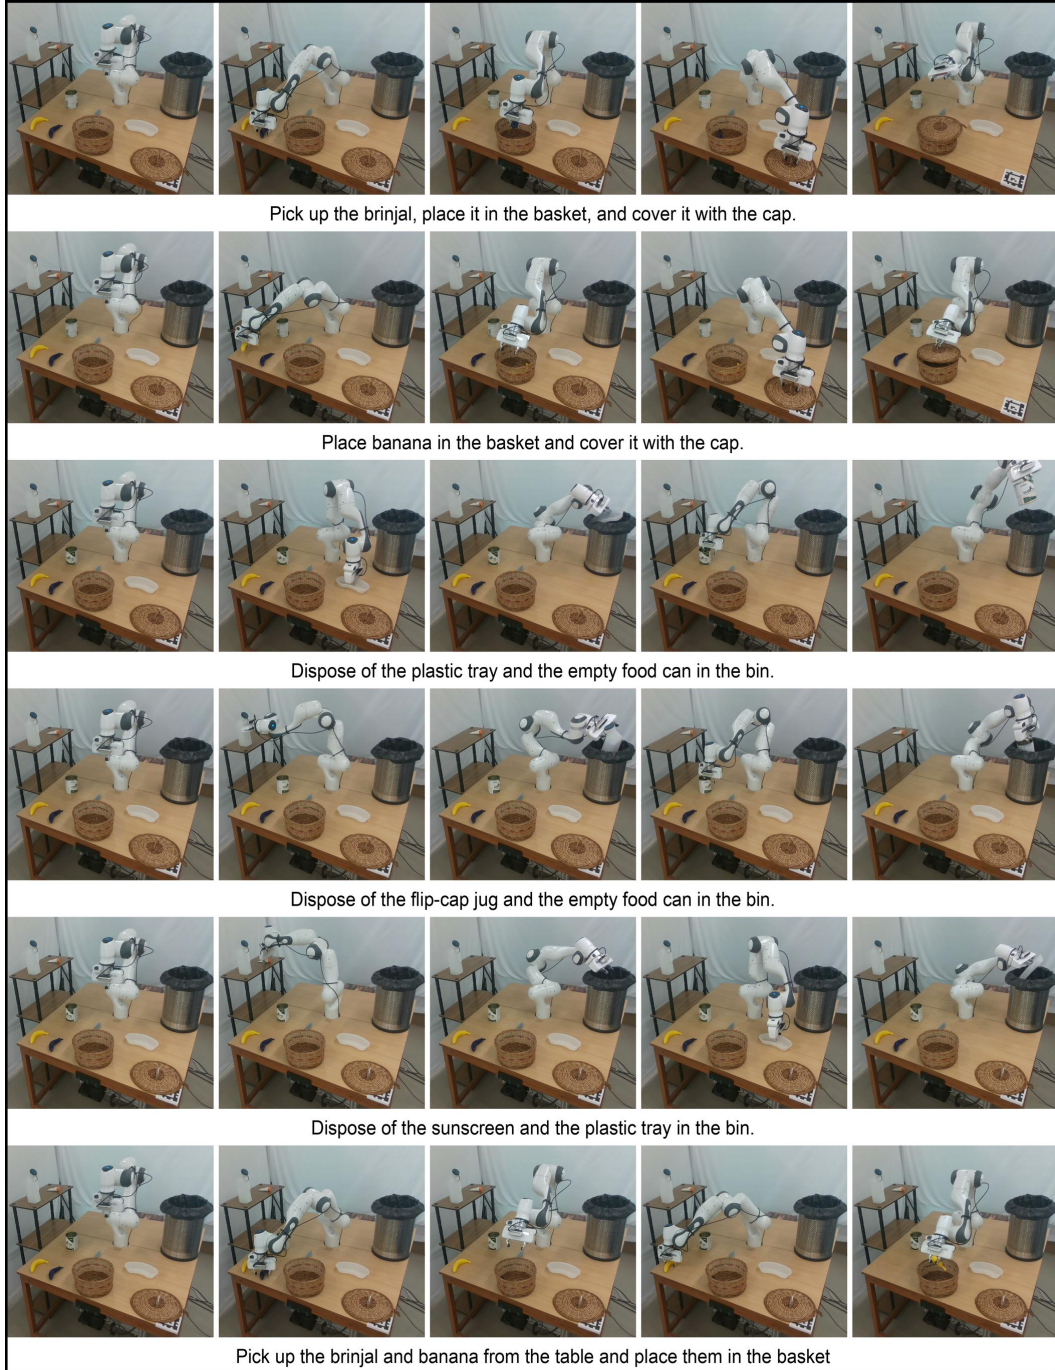 Pick up the brinjal, place it in the basket, and cover it with the cap.
Place banana in the basket and cover it with the cap.
Dispose of the plastic tray and the empty food can in the bin.
Dispose of the flip-cap jug and the empty food can in the bin.
Dispose of the sunscreen and the plastic tray in the bin.
Pick up the brinjal and banana from the table and place them in the basket